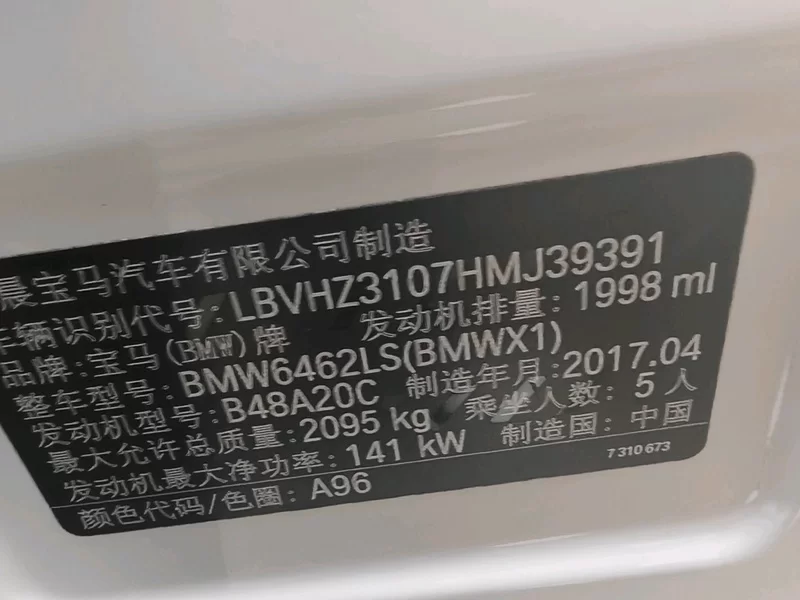 晨宝马汽车有限公司制造
车辆识别代号: LBVHZ3107HMJ39391
品牌: 宝马(BMW)牌 发动机排量: 1998 ml
整车型号: BMW6462LS(BMWX1)
发动机型号: B48A20C 制造年月: 2017.04
最大允许总质量: 2095 kg 乘坐人数: 5 人
发动机最大净功率: 141 kW 制造国: 中国
颜色代码/色圈: A96 7 310 673